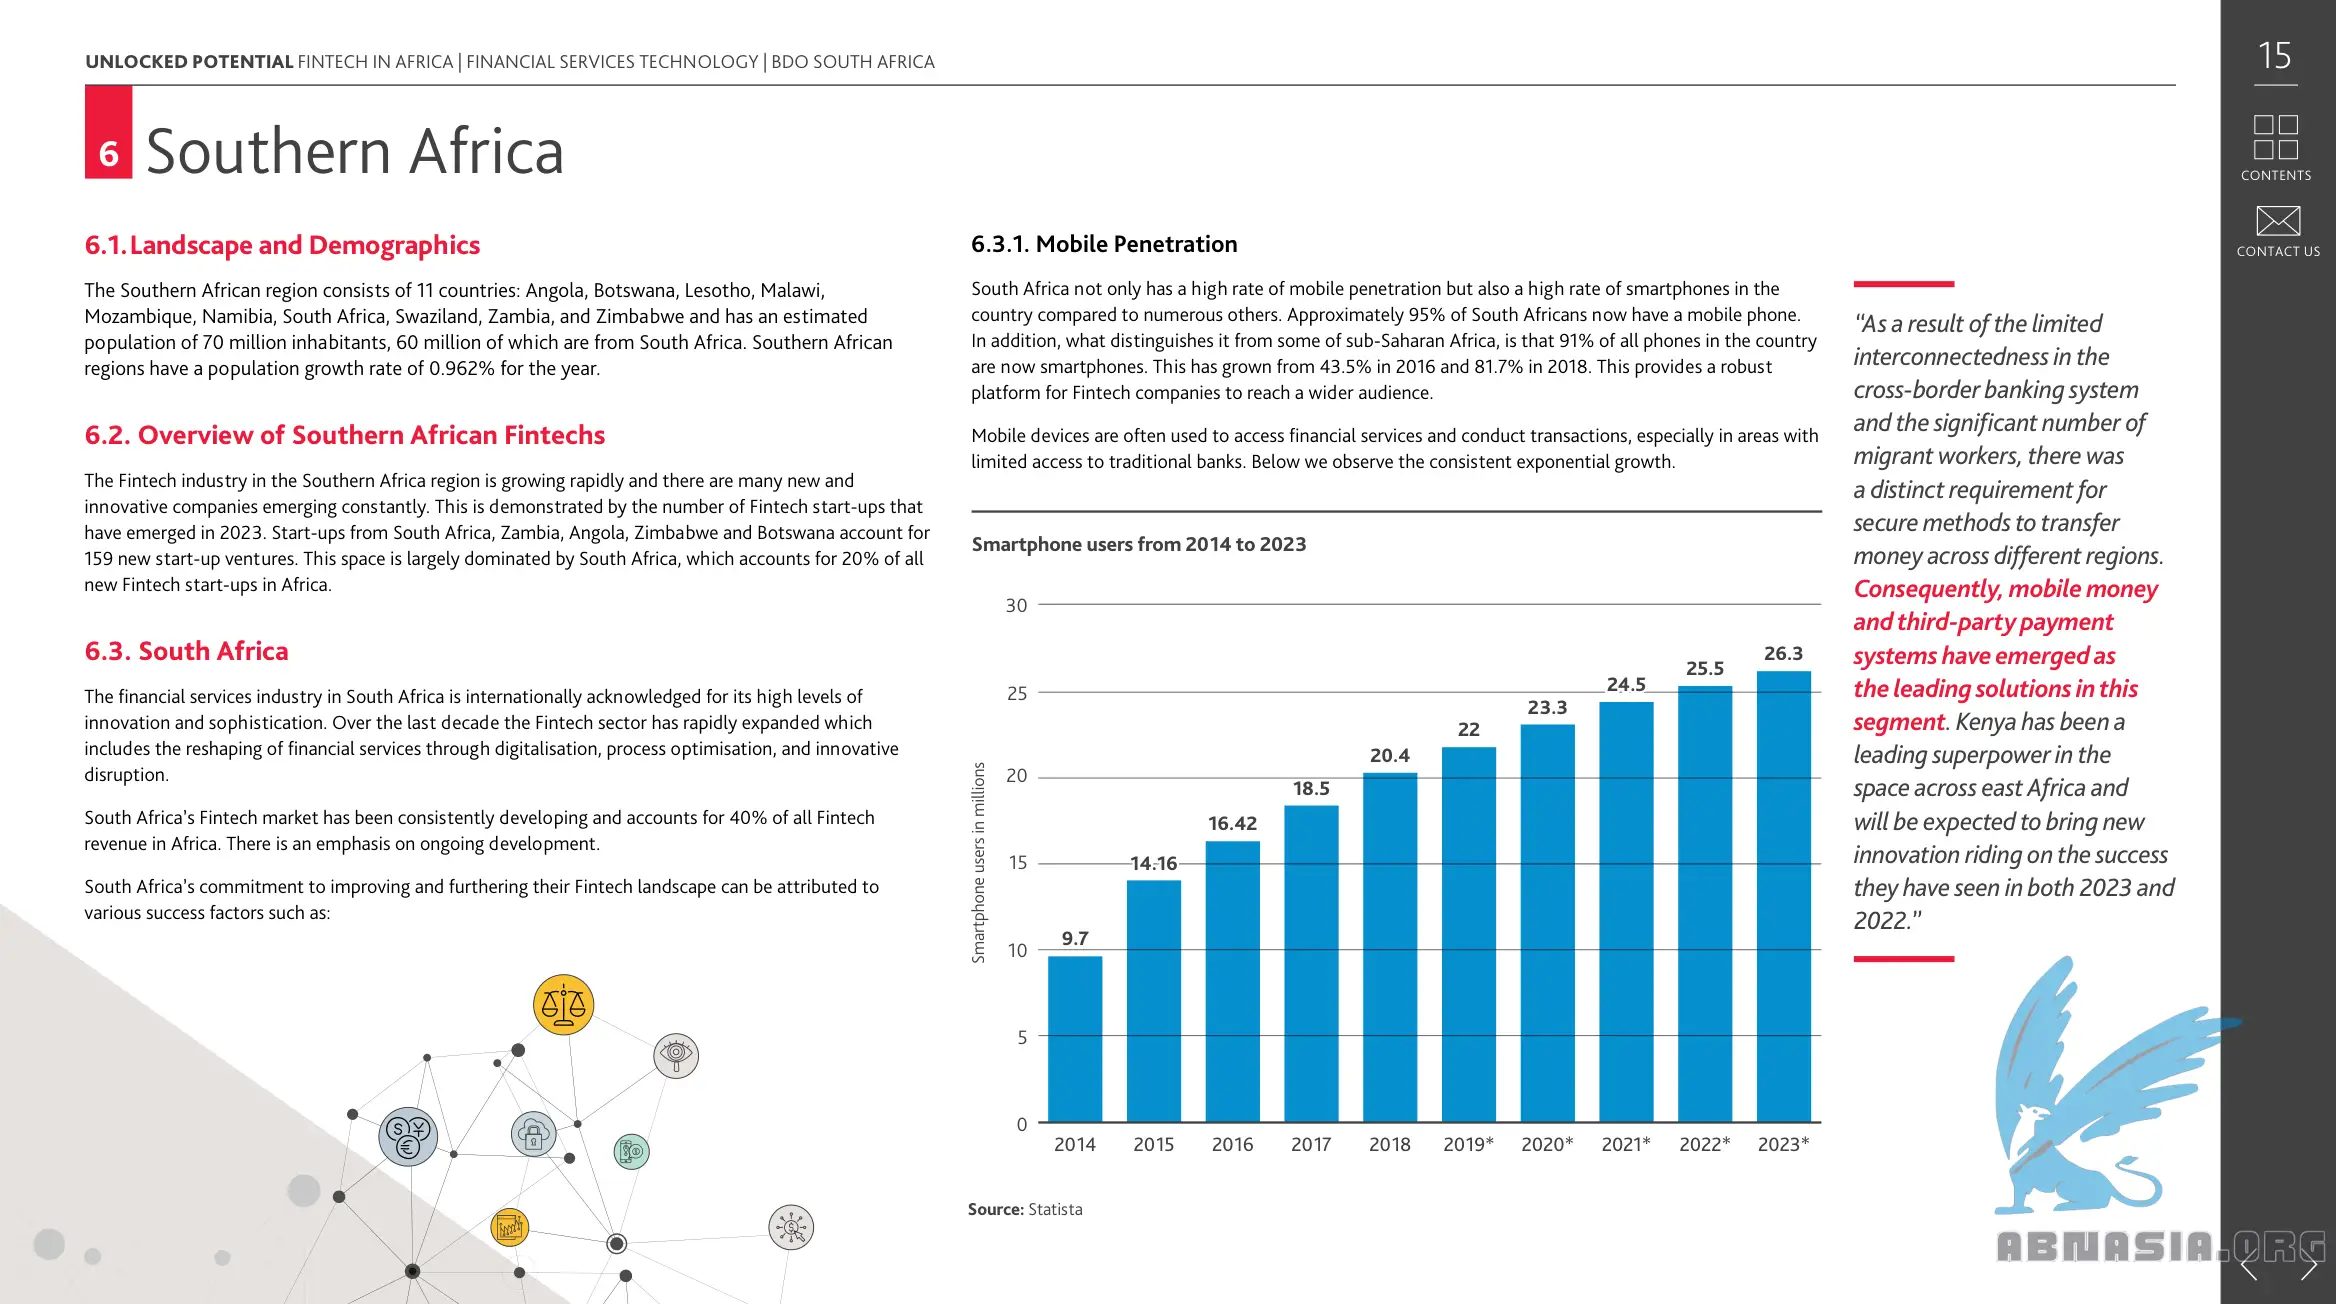 UNLOCKED POTENTIAL FINTECH IN AFRICA | FINANCIAL SERVICES TECHNOLOGY | BDO SOUTH AFRICA
15
CONTENTS
CONTACT US
6 Southern Africa
6.1. Landscape and Demographics
The Southern African region consists of 11 countries: Angola, Botswana, Lesotho, Malawi,
Mozambique, Namibia, South Africa, Swaziland, Zambia, and Zimbabwe and has an estimated
population of 70 million inhabitants, 60 million of which are from South Africa. Southern African
regions have a population growth rate of 0.962% for the year.
6.2. Overview of Southern African Fintechs
The Fintech industry in the Southern Africa region is growing rapidly and there are many new and
innovative companies emerging constantly. This is demonstrated by the number of Fintech start-ups that
have emerged in 2023. Start-ups from South Africa, Zambia, Angola, Zimbabwe and Botswana account for
159 new start-up ventures. This space is largely dominated by South Africa, which accounts for 20% of all
new Fintech start-ups in Africa.
6.3. South Africa
The financial services industry in South Africa is internationally acknowledged for its high levels of
innovation and sophistication. Over the last decade the Fintech sector has rapidly expanded which
includes the reshaping of financial services through digitalisation, process optimisation, and innovative
disruption.
South Africa's Fintech market has been consistently developing and accounts for 40% of all Fintech
revenue in Africa. There is an emphasis on ongoing development.
South Africa's commitment to improving and furthering their Fintech landscape can be attributed to
various success factors such as:
6.3.1. Mobile Penetration
South Africa not only has a high rate of mobile penetration but also a high rate of smartphones in the
country compared to numerous others. Approximately 95% of South Africans now have a mobile phone.
In addition, what distinguishes it from some of sub-Saharan Africa, is that 91% of all phones in the country
are now smartphones. This has grown from 43.5% in 2016 and 81.7% in 2018. This provides a robust
platform for Fintech companies to reach a wider audience.
Mobile devices are often used to access financial services and conduct transactions, especially in areas with
limited access to traditional banks. Below we observe the consistent exponential growth.
Smartphone users from 2014 to 2023
Smartphone users in millions
30
25
20
15
10
5
0
9.7
14.16
16.42
18.5
20.4
22
23.3
24.5
25.5
26.3
2014 2015 2016 2017 2018 2019* 2020* 2021* 2022* 2023*
Source: Statista
"As a result of the limited
interconnectedness in the
cross-border banking system
and the significant number of
migrant workers, there was
a distinct requirement for
secure methods to transfer
money across different regions.
Consequently, mobile money
and third-party payment
systems have emerged as
the leading solutions in this
segment. Kenya has been a
leading superpower in the
space across east Africa and
will be expected to bring new
innovation riding on the success
they have seen in both 2023 and
2022."
ABNASIA.ORG